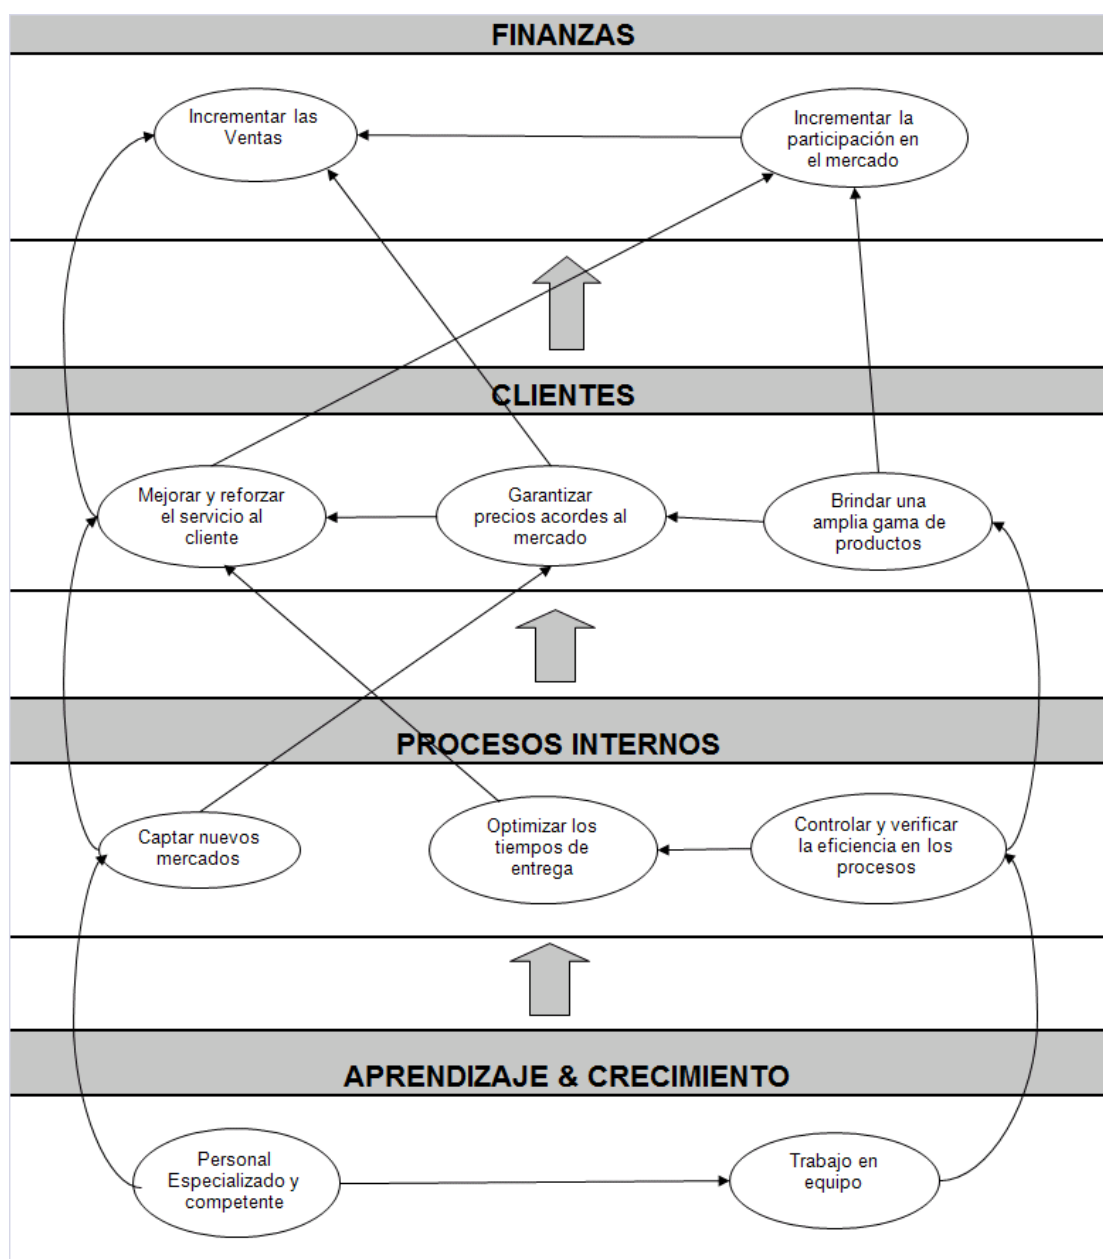 FINANZAS
Incrementar las
Ventas
Incrementar la
participación en
el mercado
CLIENTES
Mejorar y reforzar
el servicio al
cliente
Garantizar
precios acordes al
mercado
Brindar una
amplia gama de
productos
PROCESOS INTERNOS
Captar nuevos
mercados
Optimizar los
tiempos de
entrega
Controlar y verificar
la eficiencia en los
procesos
APRENDIZAJE & CRECIMIENTO
Personal
Especializado y
competente
Trabajo en
equipo